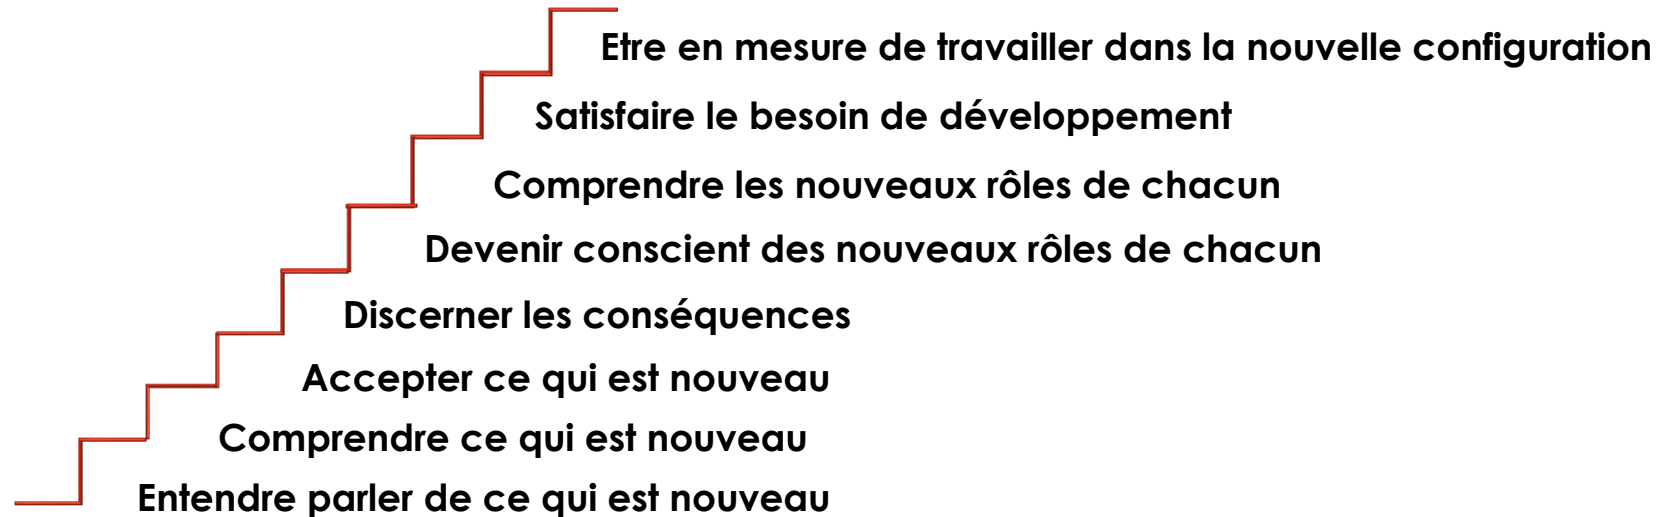 Etre en mesure de travailler dans la nouvelle configuration
Satisfaire le besoin de développement
Comprendre les nouveaux rôles de chacun
Devenir conscient des nouveaux rôles de chacun
Discerner les conséquences
Accepter ce qui est nouveau
Comprendre ce qui est nouveau
Entendre parler de ce qui est nouveau